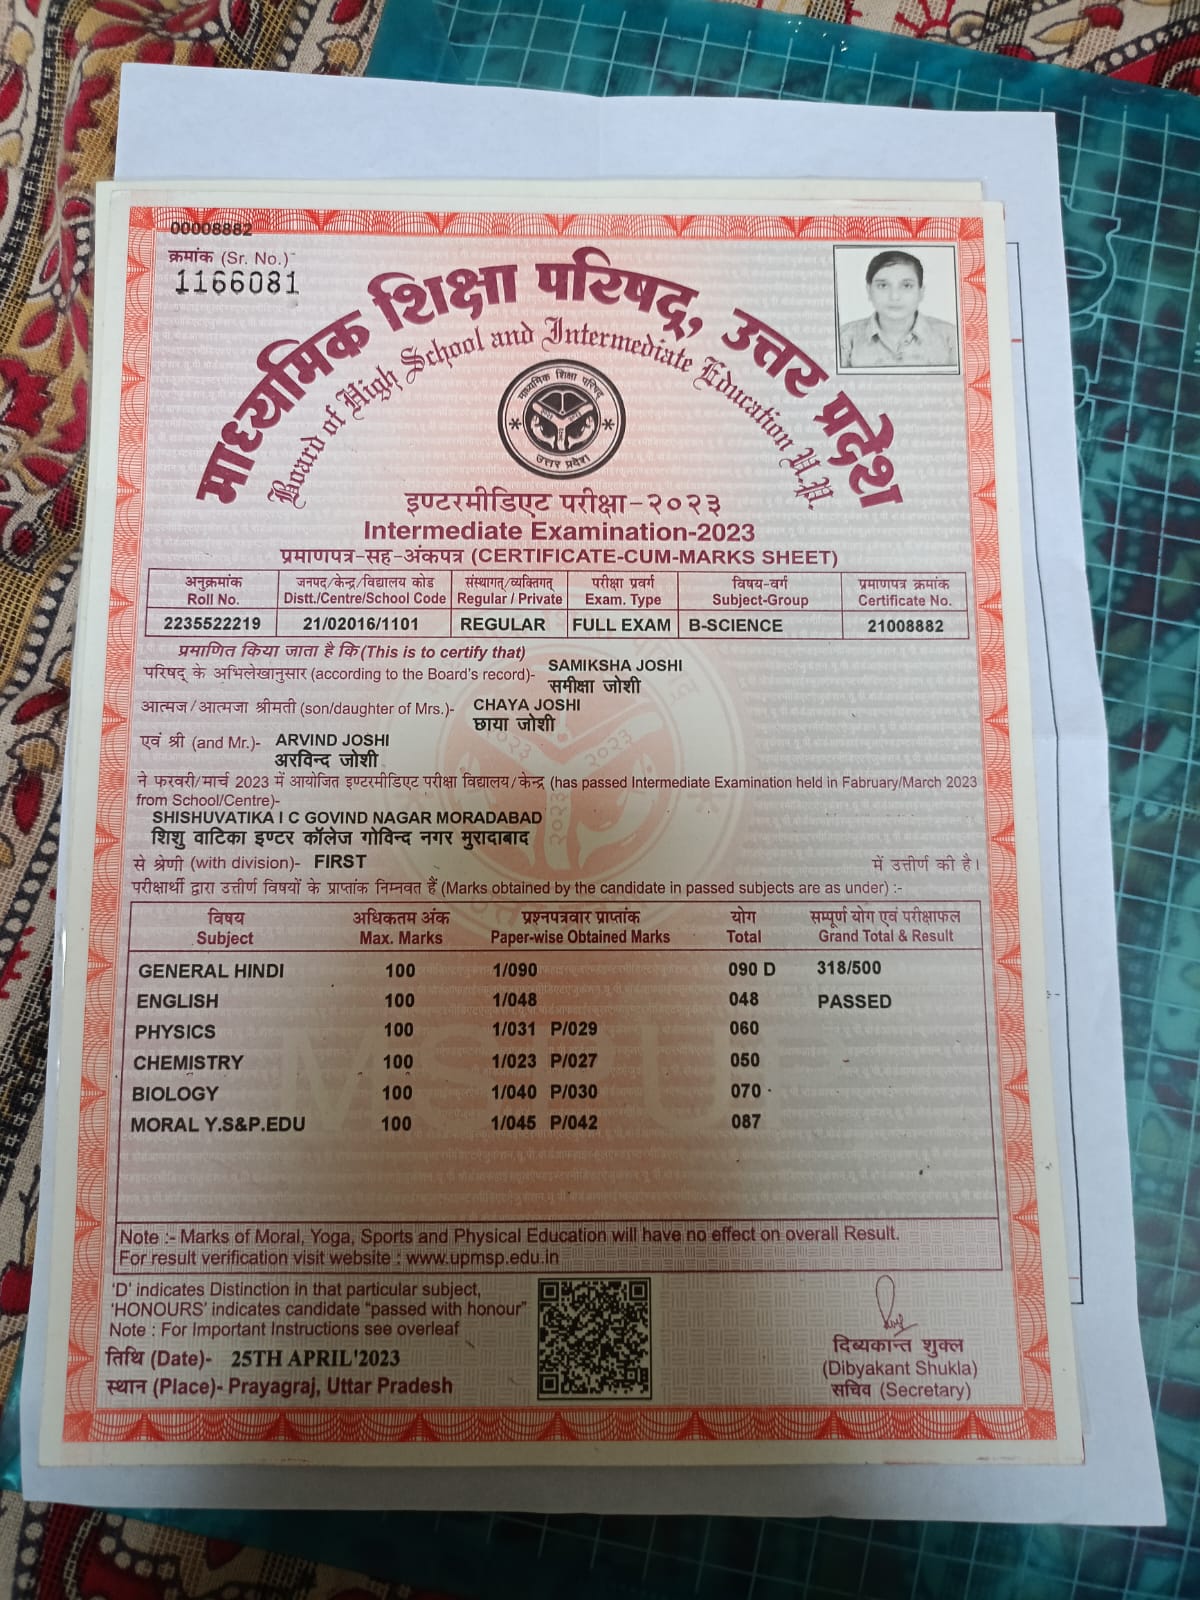 00008882
क्रमांक (Sr. No.)
1166081
माध्यमिक शिक्षा परिषद्, उत्तर प्रदेश
Board of High School and Intermediate Education U.P.
माध्यमिक शिक्षा परिषद्
उत्तर प्रदेश
इण्टरमीडिएट परीक्षा-२०२३
Intermediate Examination-2023
प्रमाणपत्र-सह-अंकपत्र (CERTIFICATE-CUM-MARKS SHEET)
अनुक्रमांक जनपद/केन्द्र/विद्यालय कोड संस्थागत/व्यक्तिगत परीक्षा प्रवर्ग विषय-वर्ग प्रमाणपत्र क्रमांक
Roll No. Distt./Centre/School Code Regular / Private Exam. Type Subject-Group Certificate No.
2235522219 21/02016/1101 REGULAR FULL EXAM B-SCIENCE 21008882
प्रमाणित किया जाता है कि(This is to certify that)
परिषद् के अभिलेखानुसार (according to the Board's record)- SAMIKSHA JOSHI
समीक्षा जोशी
आत्मज/आत्मजा श्रीमती (son/daughter of Mrs.)- CHAYA JOSHI
छाया जोशी
एवं श्री (and Mr.)- ARVIND JOSHI
अरविन्द जोशी
ने फरवरी/मार्च 2023 में आयोजित इण्टरमीडिएट परीक्षा विद्यालय/केन्द्र (has passed Intermediate Examination held in Fabruary/March 2023
from School/Centre)-
SHISHUVATIKA I C GOVIND NAGAR MORADABAD
शिशु वाटिका इण्टर कॉलेज गोविन्द नगर मुरादाबाद
से श्रेणी (with division)- FIRST में उत्तीर्ण की है।
परीक्षार्थी द्वारा उत्तीर्ण विषयों के प्राप्तांक निम्नवत हैं (Marks obtained by the candidate in passed subjects are as under) :-
विषय अधिकतम अंक प्रश्नपत्रवार प्राप्तांक योग सम्पूर्ण योग एवं परीक्षाफल
Subject Max. Marks Paper-wise Obtained Marks Total Grand Total & Result
GENERAL HINDI 100 1/090 090 D 318/500
ENGLISH 100 1/048 048 PASSED
PHYSICS 100 1/031 P/029 060
CHEMISTRY 100 1/023 P/027 050
BIOLOGY 100 1/040 P/030 070
MORAL Y.S&P.EDU 100 1/045 P/042 087
Note :- Marks of Moral, Yoga, Sports and Physical Education will have no effect on overall Result.
For result verification visit website : www.upmsp.edu.in
'D' indicates Distinction in that particular subject,
'HONOURS' indicates candidate "passed with honour"
Note : For Important Instructions see overleaf
तिथि (Date)- 25TH APRIL'2023
स्थान (Place)- Prayagraj, Uttar Pradesh
दिब्यकान्त शुक्ल
(Dibyakant Shukla)
सचिव (Secretary)